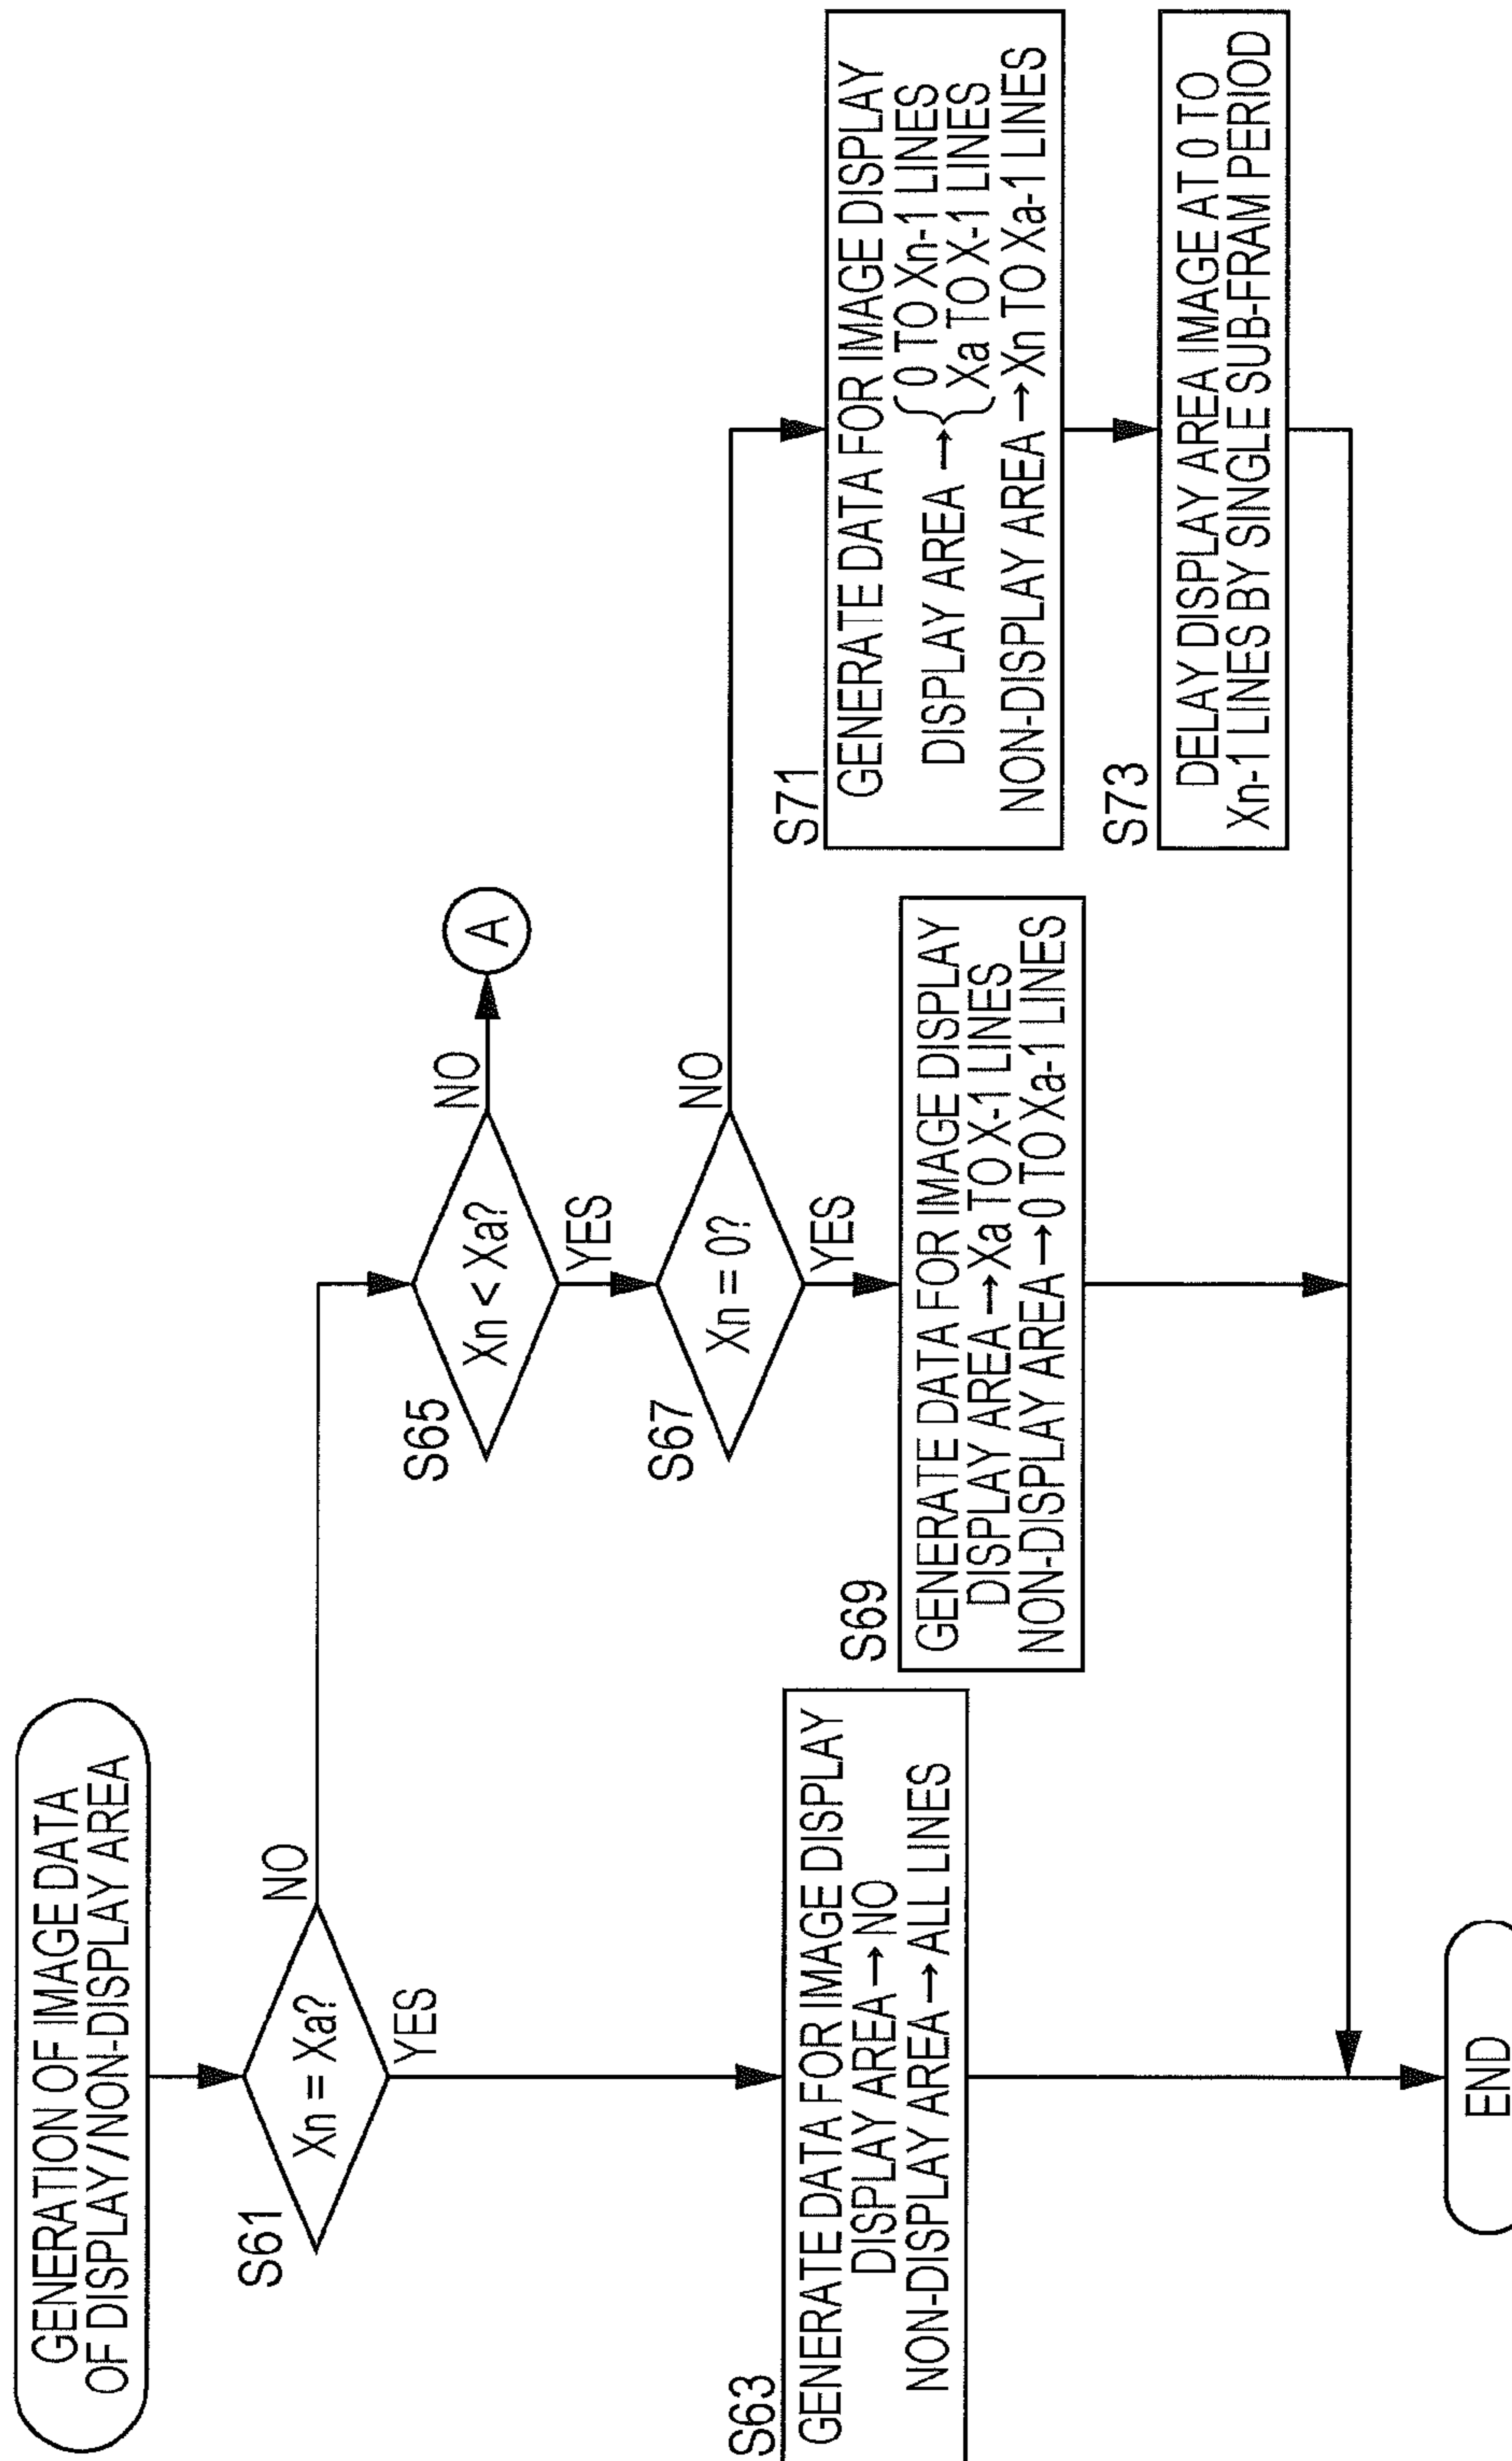 GENERATION OF IMAGE DATA
OF DISPLAY/NON-DISPLAY AREA
S61
Xn = Xa?
NO
YES
S63
GENERATE DATA FOR IMAGE DISPLAY
DISPLAY AREA → NO
NON-DISPLAY AREA → ALL LINES
S65
Xn < Xa?
NO
A
YES
S67
Xn = 0?
NO
YES
S69
GENERATE DATA FOR IMAGE DISPLAY
DISPLAY AREA → Xa TO X-1 LINES
NON-DISPLAY AREA → 0 TO Xa-1 LINES
S71
GENERATE DATA FOR IMAGE DISPLAY
0 TO Xn-1 LINES
DISPLAY AREA → {
Xa TO X-1 LINES
NON-DISPLAY AREA → Xn TO Xa-1 LINES
S73
DELAY DISPLAY AREA IMAGE AT 0 TO
Xn-1 LINES BY SINGLE SUB-FRAM PERIOD
END